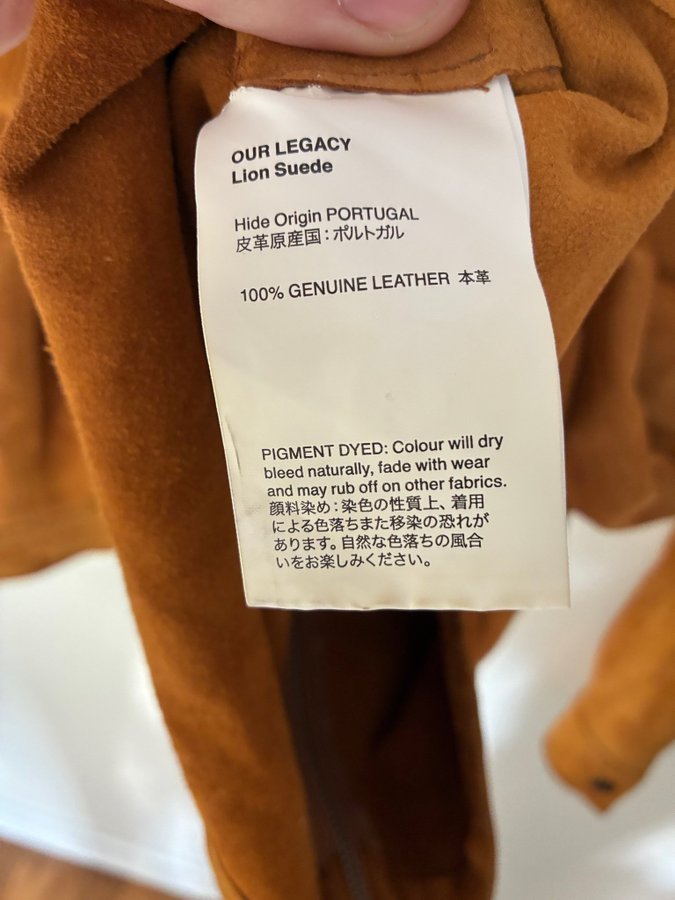 OUR LEGACY
Lion Suede
Hide Origin PORTUGAL
皮革原産国：ポルトガル
100% GENUINE LEATHER 本革
PIGMENT DYED: Colour will dry
bleed naturally, fade with wear
and may rub off on other fabrics.
顔料染め：染色の性質上、着用
による色落ちまた移染の恐れが
あります。自然な色落ちの風合
いをお楽しみください。